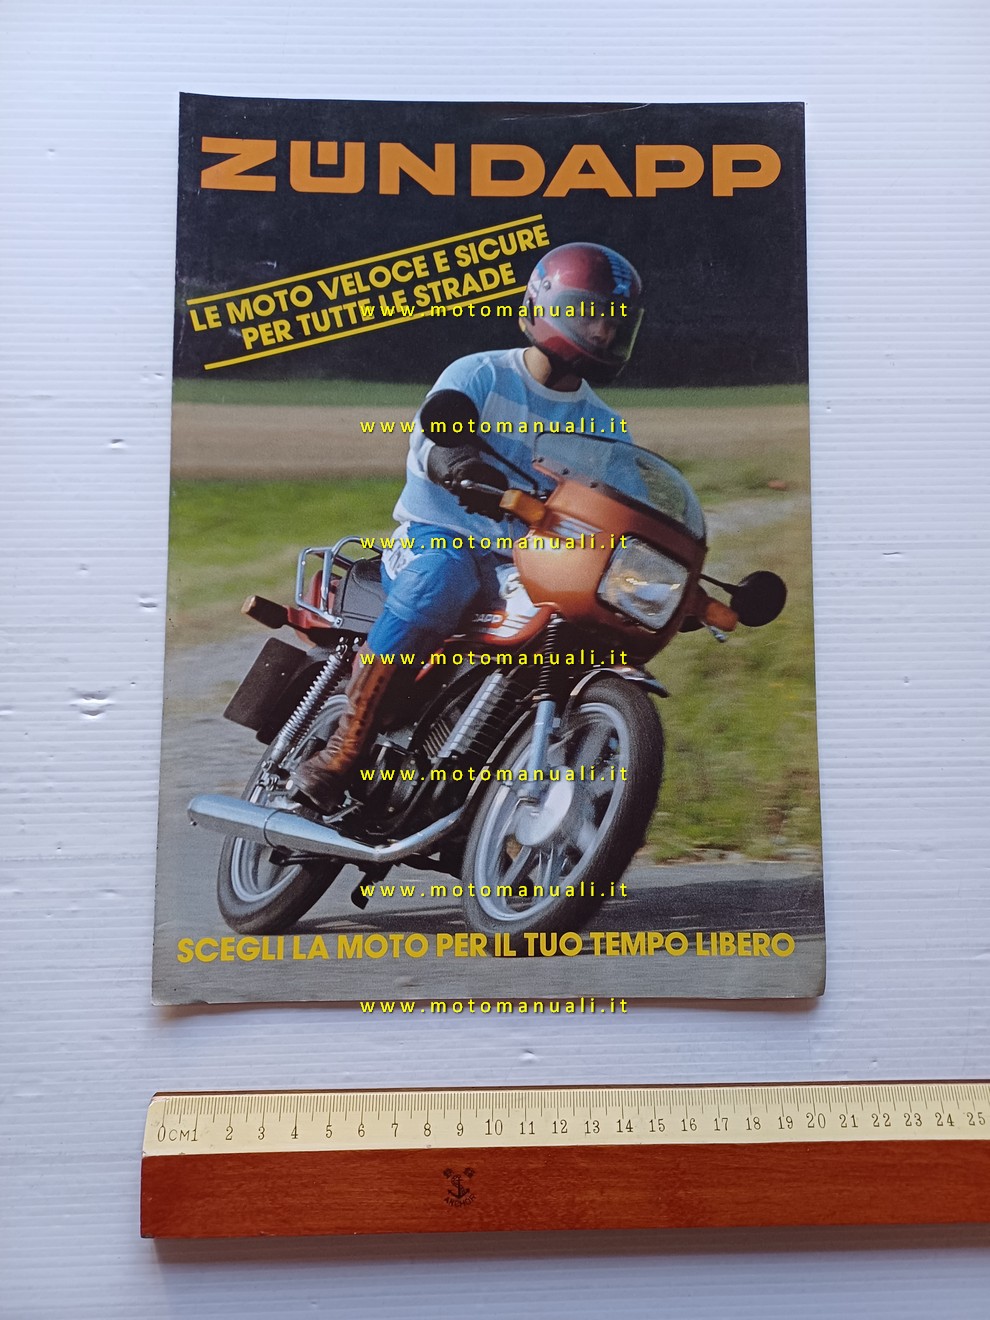 ZÜNDAPP
LE MOTO VELOCE E SICURE
PER TUTTE LE STRADE
www.motomanuali.it
www.motomanuali.it
www.motomanuali.it
www.motomanuali.it
www.motomanuali.it
www.motomanuali.it
SCEGLI LA MOTO PER IL TUO TEMPO LIBERO
www.motomanuali.it
0 CM 1 2 3 4 5 6 7 8 9 10 11 12 13 14 15 16 17 18 19 20 21 22 23 24 25